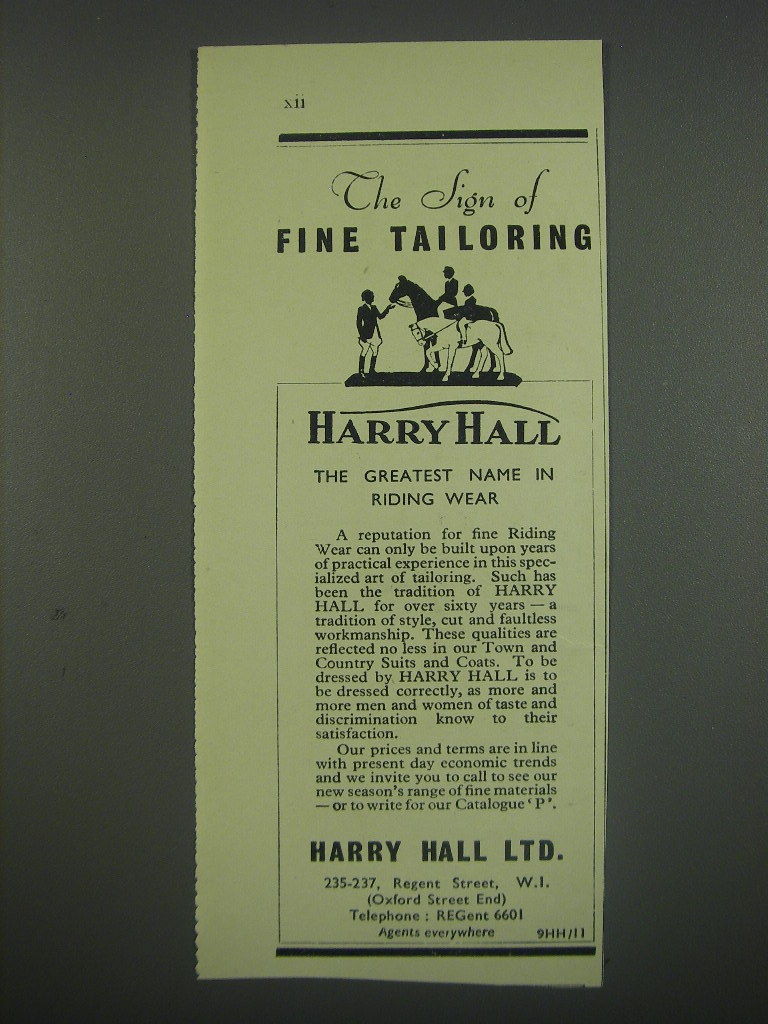 xii
The Sign of
FINE TAILORING
HARRY HALL
THE GREATEST NAME IN
RIDING WEAR
A reputation for fine Riding
Wear can only be built upon years
of practical experience in this spec-
ialized art of tailoring. Such has
been the tradition of HARRY
HALL for over sixty years — a
tradition of style, cut and faultless
workmanship. These qualities are
reflected no less in our Town and
Country Suits and Coats. To be
dressed by HARRY HALL is to
be dressed correctly, as more and
more men and women of taste and
discrimination know to their
satisfaction.
Our prices and terms are in line
with present day economic trends
and we invite you to call to see our
new season's range of fine materials
— or to write for our Catalogue 'P'.
HARRY HALL LTD.
235-237, Regent Street, W.1.
(Oxford Street End)
Telephone : REGent 6601
Agents everywhere 9HH/11